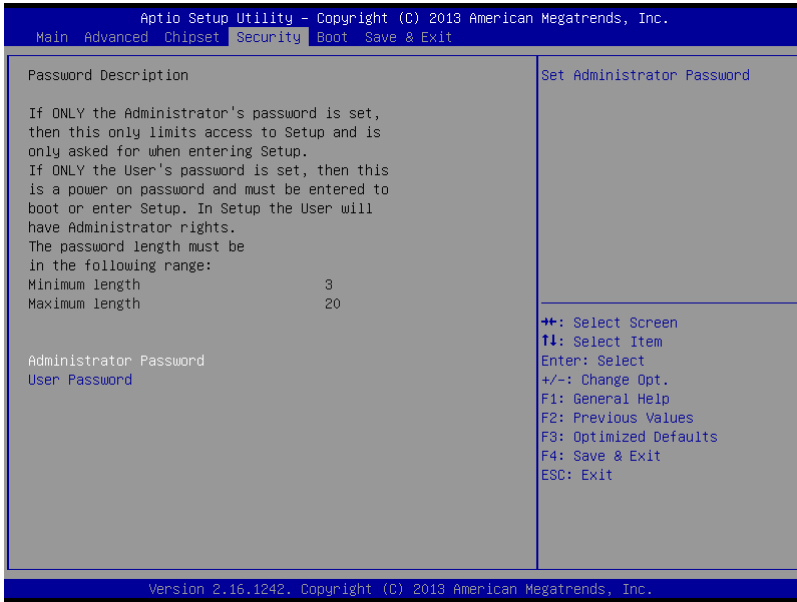 Aptio Setup Utility – Copyright (C) 2013 American Megatrends, Inc.
Main Advanced Chipset Security Boot Save & Exit
Password Description
If ONLY the Administrator's password is set,
then this only limits access to Setup and is
only asked for when entering Setup.
If ONLY the User's password is set, then this
is a power on password and must be entered to
boot or enter Setup. In Setup the User will
have Administrator rights.
The password length must be
in the following range:
Minimum length 3
Maximum length 20
Administrator Password
User Password
Set Administrator Password
→←: Select Screen
↑↓: Select Item
Enter: Select
+/-: Change Opt.
F1: General Help
F2: Previous Values
F3: Optimized Defaults
F4: Save & Exit
ESC: Exit
Version 2.16.1242. Copyright (C) 2013 American Megatrends, Inc.